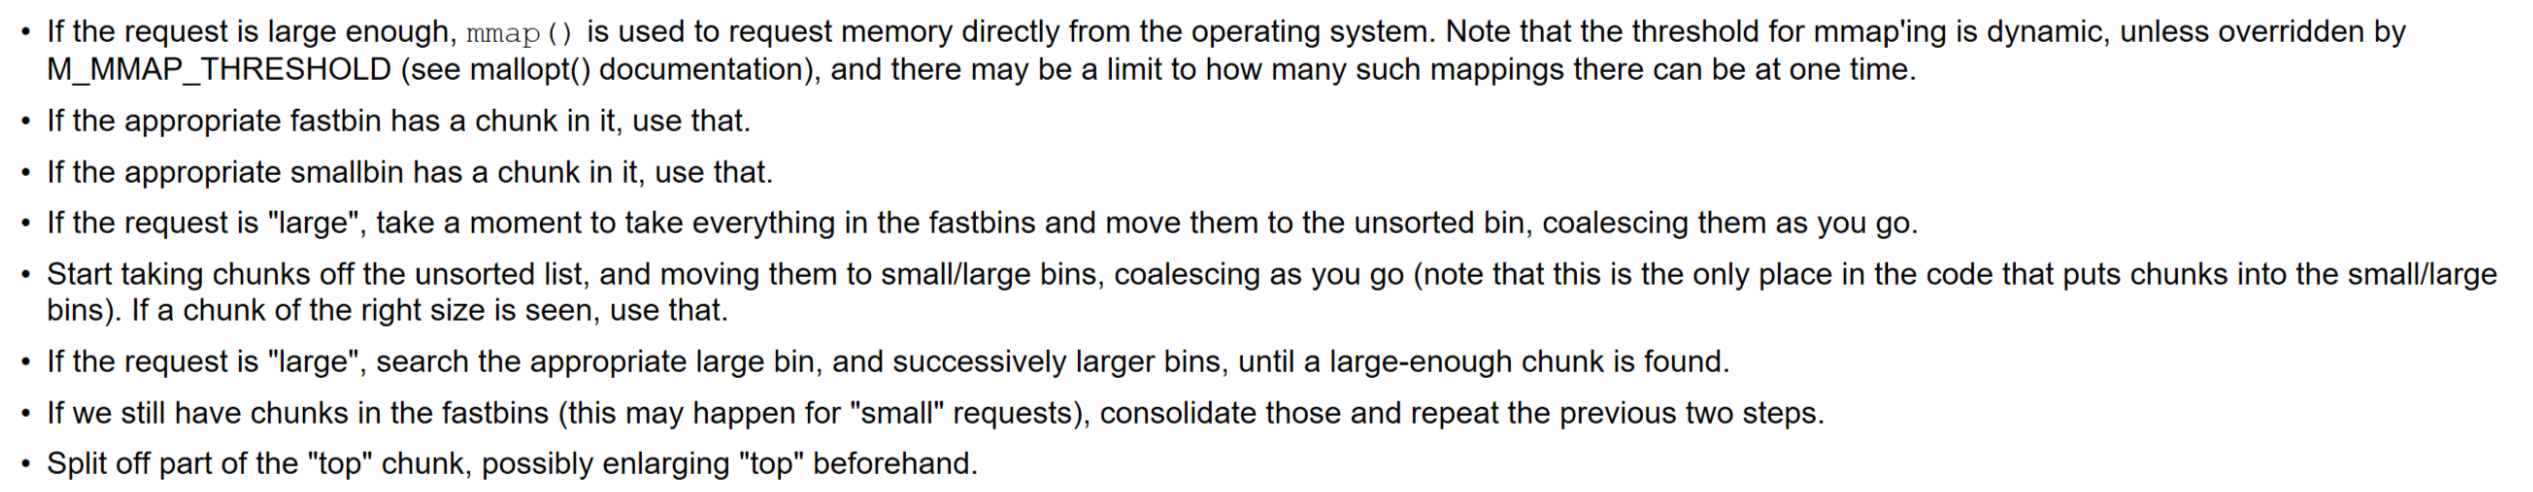 • If the request is large enough, mmap() is used to request memory directly from the operating system. Note that the threshold for mmap'ing is dynamic, unless overridden by
M_MMAP_THRESHOLD (see mallopt() documentation), and there may be a limit to how many such mappings there can be at one time.
• If the appropriate fastbin has a chunk in it, use that.
• If the appropriate smallbin has a chunk in it, use that.
• If the request is "large", take a moment to take everything in the fastbins and move them to the unsorted bin, coalescing them as you go.
• Start taking chunks off the unsorted list, and moving them to small/large bins, coalescing as you go (note that this is the only place in the code that puts chunks into the small/large
bins). If a chunk of the right size is seen, use that.
• If the request is "large", search the appropriate large bin, and successively larger bins, until a large-enough chunk is found.
• If we still have chunks in the fastbins (this may happen for "small" requests), consolidate those and repeat the previous two steps.
• Split off part of the "top" chunk, possibly enlarging "top" beforehand.